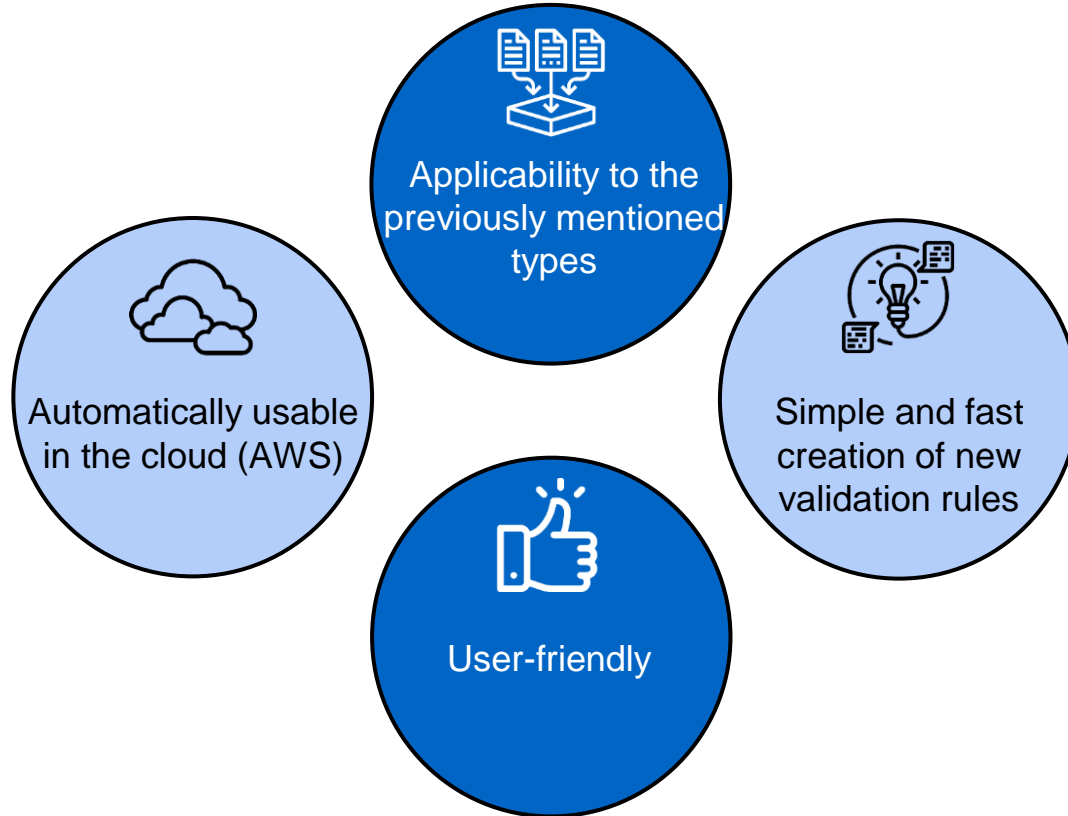 Applicability to the
previously mentioned
types
Automatically usable
in the cloud (AWS)
Simple and fast
creation of new
validation rules
User-friendly